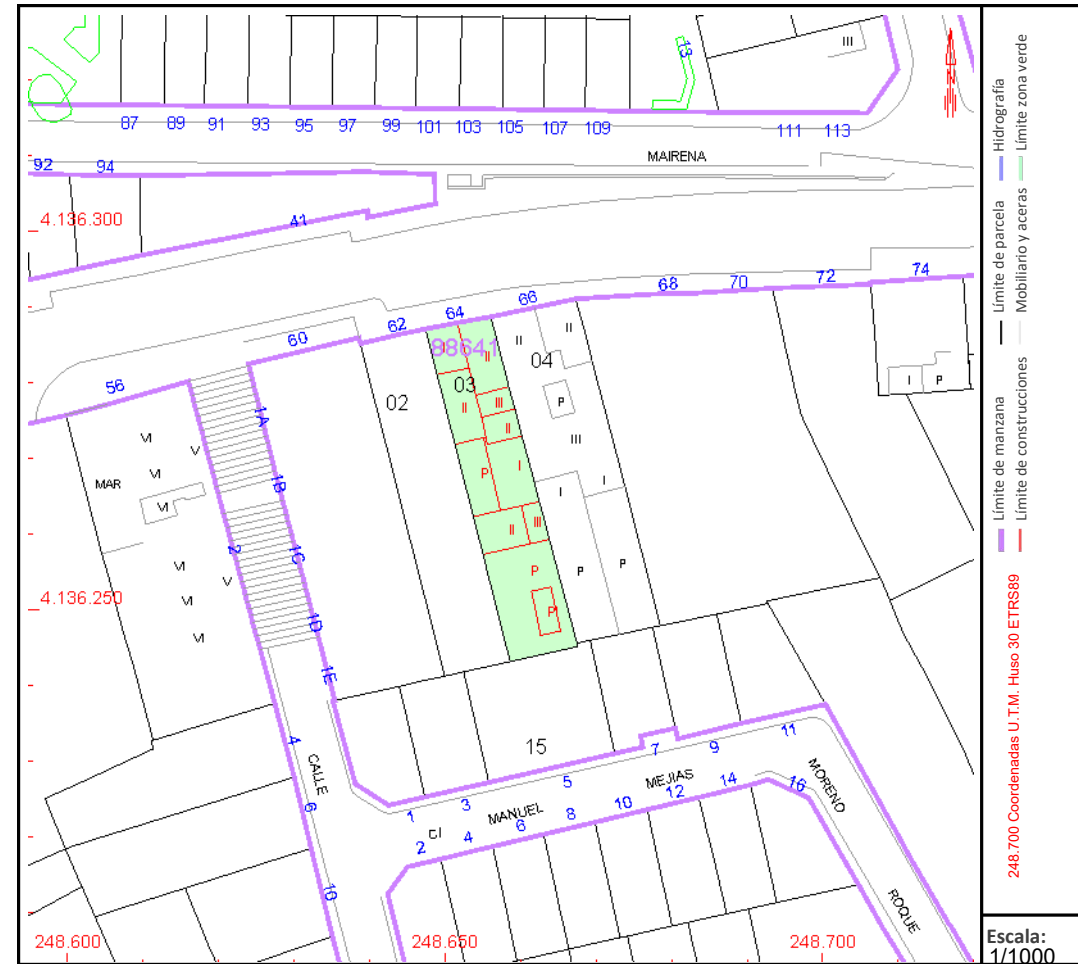 13
III
87 89 91 93 95 97 99 101 103 105 107 109 111 113
MAIRENA
92 94
4.136.300
41
56 60 62 64 66 68 70 72 74
88641
II II II
03 04 02
I P
II III II
P
III
I I I
P
II III
P P P
P
MAR
VI V
VI
VI
VI V
VI
VI
1A
1B
1C
1D
1E
2
4.136.250
15
4
6
10
CALLE
1 3 5 7 9 11
C/ MANUEL MEJIAS
2 4 6 8 10 12 14 16
MORENO
ROQUE
248.600 248.650 248.700
N
Hidrografía
Límite zona verde
Límite de parcela
Mobiliario y aceras
Límite de manzana
Límite de construcciones
248.700 Coordenadas U.T.M. Huso 30 ETRS89
Escala:
1/1000